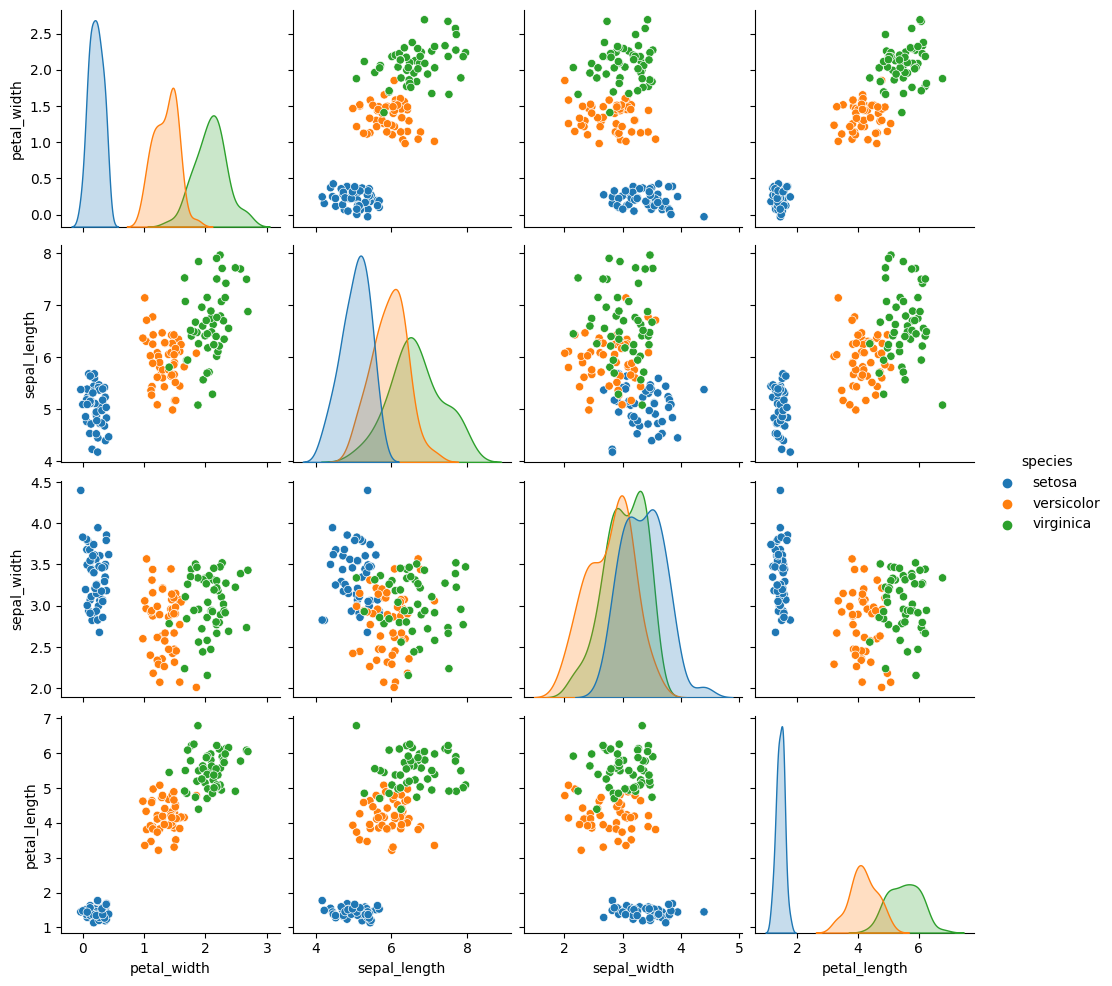 petal_width
2.5
2.0
1.5
1.0
0.5
0.0
sepal_length
8
7
6
5
4
species
setosa
versicolor
virginica
sepal_width
4.5
4.0
3.5
3.0
2.5
2.0
petal_length
7
6
5
4
3
2
1
0 1 2 3
4 6 8
2 3 4 5
2 4 6
petal_width sepal_length sepal_width petal_length